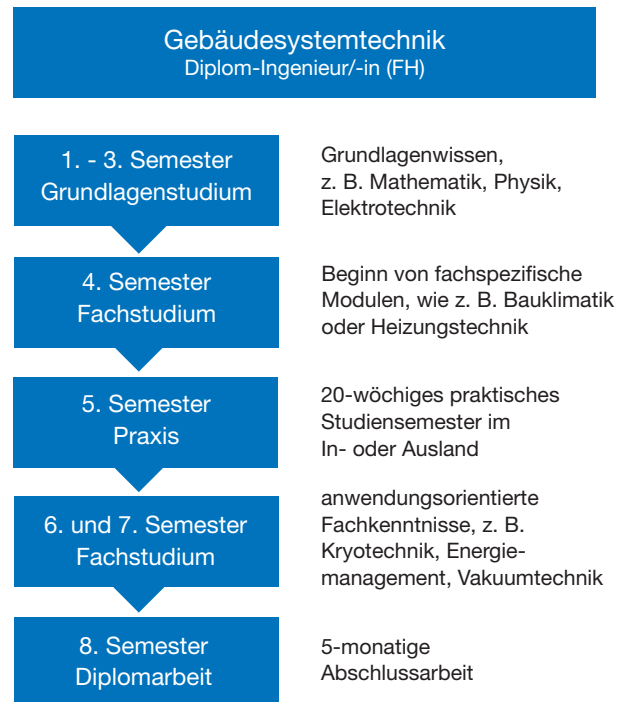 Gebäudesystemtechnik
Diplom-Ingenieur/-in (FH)
1. - 3. Semester
Grundlagenstudium
Grundlagenwissen,
z. B. Mathematik, Physik,
Elektrotechnik
4. Semester
Fachstudium
Beginn von fachspezifische
Modulen, wie z. B. Bauklimatik
oder Heizungstechnik
5. Semester
Praxis
20-wöchiges praktisches
Studiensemester im
In- oder Ausland
6. und 7. Semester
Fachstudium
anwendungsorientierte
Fachkenntnisse, z. B.
Kryotechnik, Energie-
management, Vakuumtechnik
8. Semester
Diplomarbeit
5-monatige
Abschlussarbeit